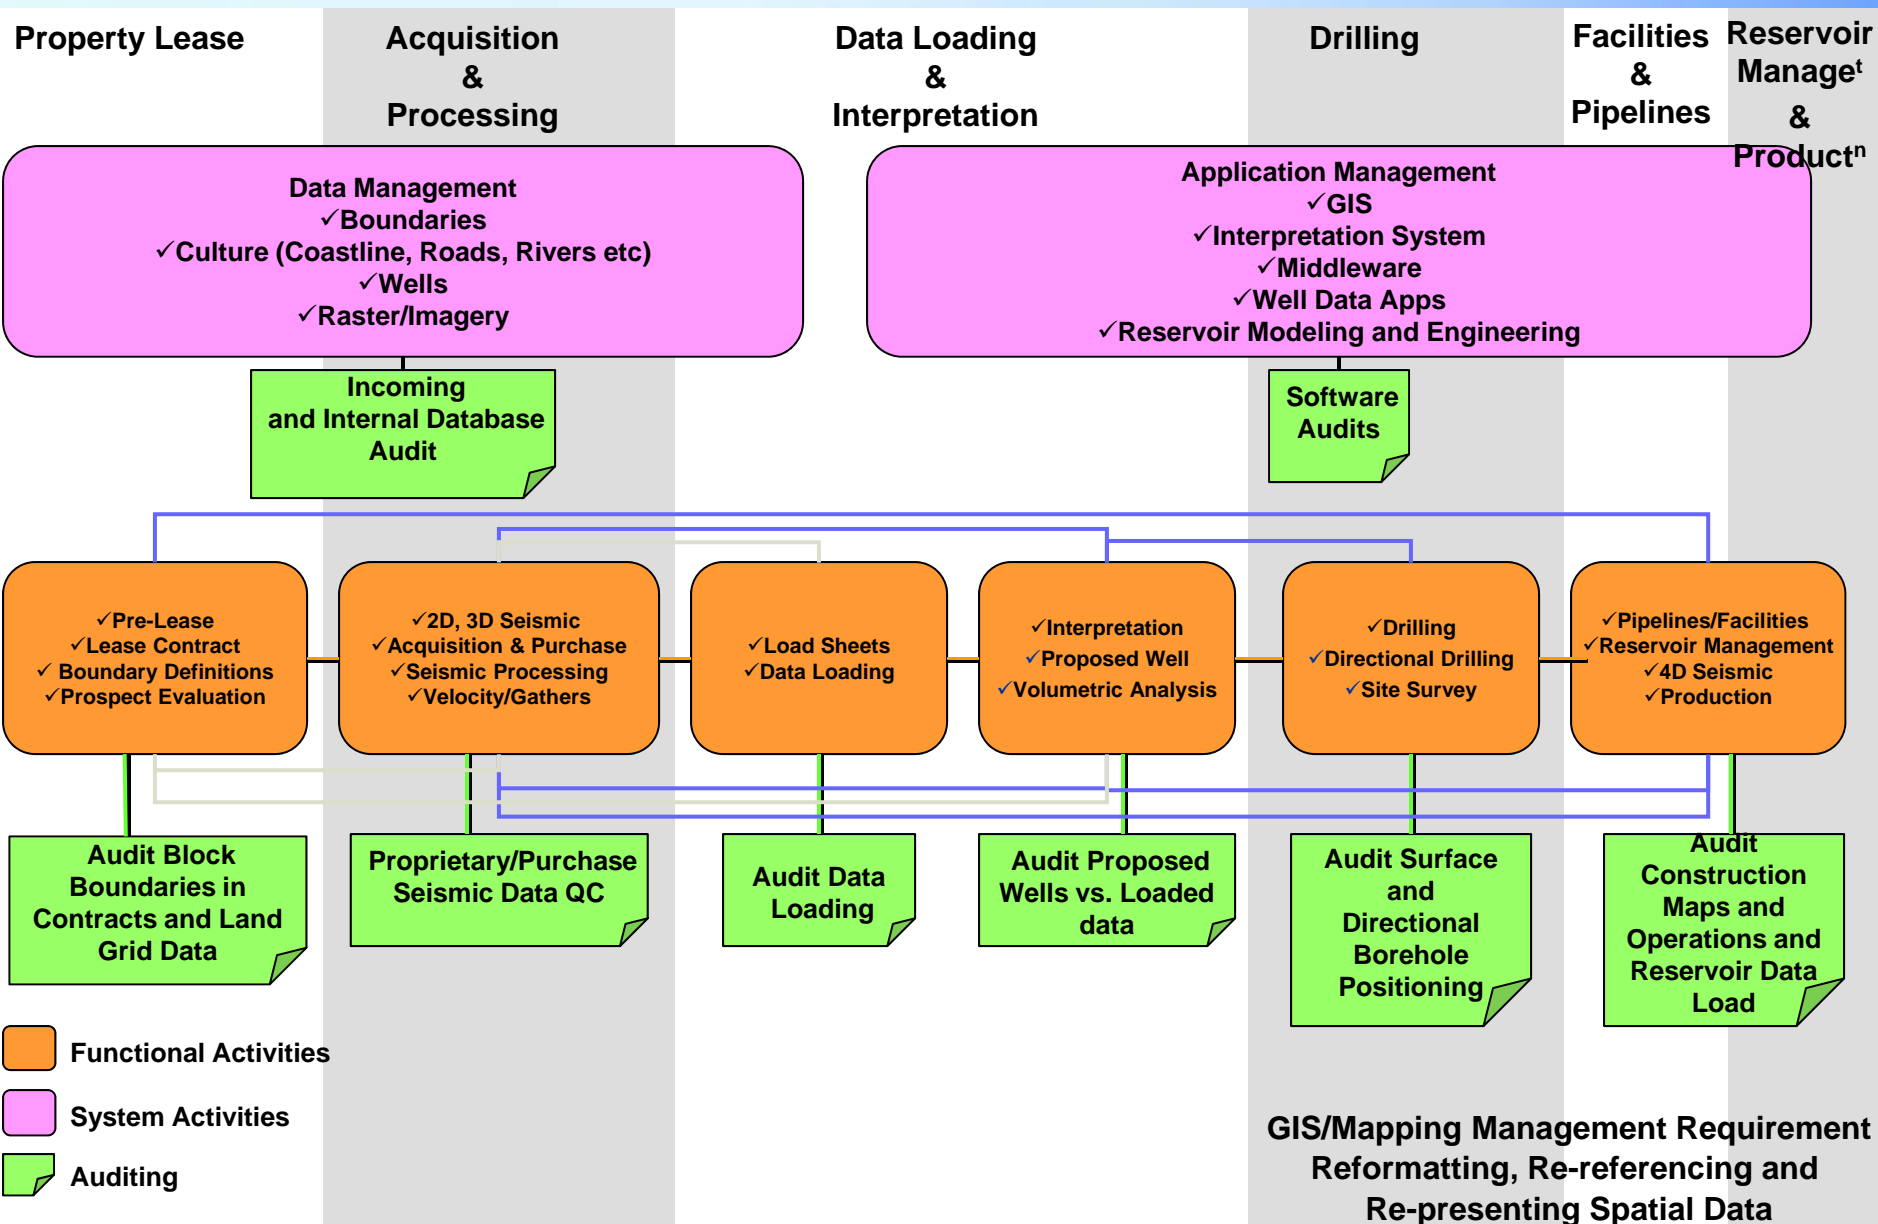 Property Lease
Acquisition
&
Processing
Data Loading
&
Interpretation
Drilling
Facilities
&
Pipelines
Reservoir
Manageᵗ
&
Productⁿ
Data Management
✓Boundaries
✓Culture (Coastline, Roads, Rivers etc)
✓Wells
✓Raster/Imagery
Application Management
✓GIS
✓Interpretation System
✓Middleware
✓Well Data Apps
✓Reservoir Modeling and Engineering
Incoming
and Internal Database
Audit
Software
Audits
✓Pre-Lease
✓Lease Contract
✓ Boundary Definitions
✓Prospect Evaluation
✓2D, 3D Seismic
✓Acquisition & Purchase
✓Seismic Processing
✓Velocity/Gathers
✓Load Sheets
✓Data Loading
✓Interpretation
✓Proposed Well
✓Volumetric Analysis
✓Drilling
✓Directional Drilling
✓Site Survey
✓Pipelines/Facilities
✓Reservoir Management
✓4D Seismic
✓Production
Audit Block
Boundaries in
Contracts and Land
Grid Data
Proprietary/Purchase
Seismic Data QC
Audit Data
Loading
Audit Proposed
Wells vs. Loaded
data
Audit Surface
and
Directional
Borehole
Positioning
Audit
Construction
Maps and
Operations and
Reservoir Data
Load
Functional Activities
System Activities
Auditing
GIS/Mapping Management Requirement
Reformatting, Re-referencing and
Re-presenting Spatial Data